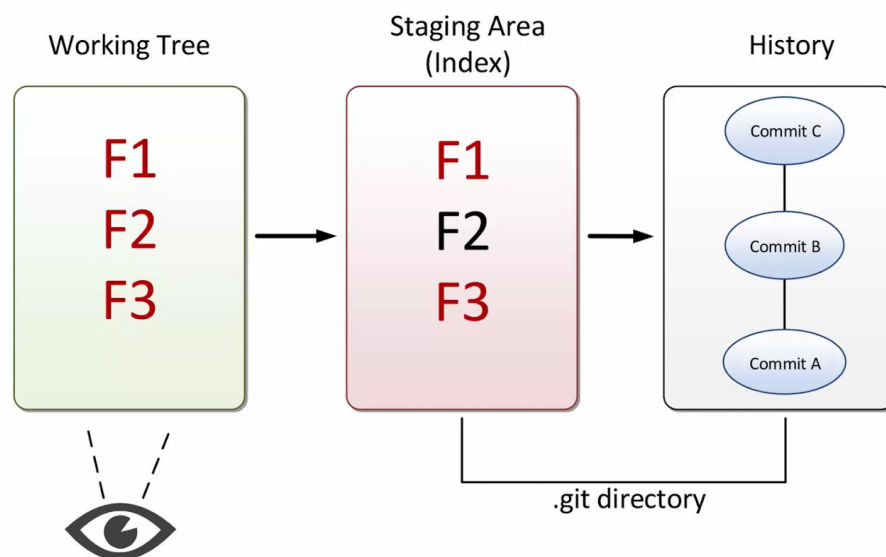 Working Tree
Staging Area
(Index)
History
F1
F2
F3
F1
F2
F3
Commit C
Commit B
Commit A
.git directory